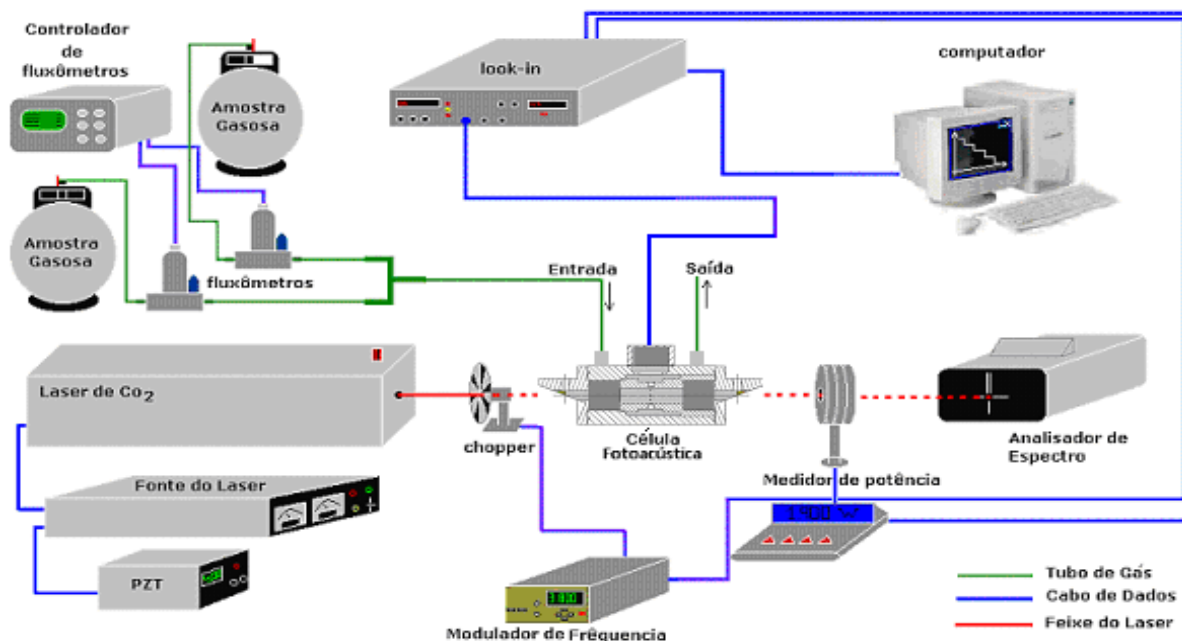 Controlador
de
fluxômetros
Amostra
Gasosa
look-in
computador
Amostra
Gasosa
fluxômetros
Entrada
Saída
Laser de Co2
chopper
Célula
Fotoacústica
Analisador de
Espectro
Medidor de potência
Fonte do Laser
1.400 W
PZT
Modulador de Frêquencia
Tubo de Gás
Cabo de Dados
Feixe do Laser